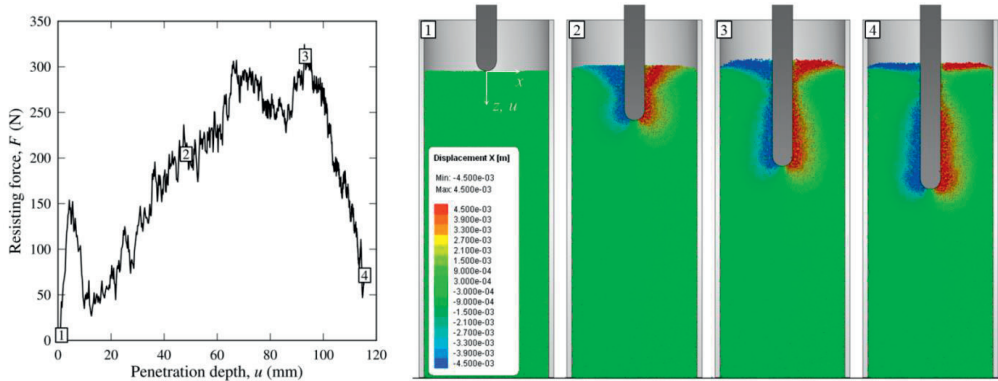 350
300
250
200
150
100
50
0
Resisting force, F (N)
0 20 40 60 80 100 120
Penetration depth, u (mm)
1
2
3
4
1
x
z, u
Displacement X [m]
Min: -4.500e-03
Max: 4.500e-03
4.500e-03
3.900e-03
3.300e-03
2.700e-03
2.100e-03
1.500e-03
9.000e-04
3.000e-04
-3.000e-04
-9.000e-04
-1.500e-03
-2.100e-03
-2.700e-03
-3.300e-03
-3.900e-03
-4.500e-03
2
3
4